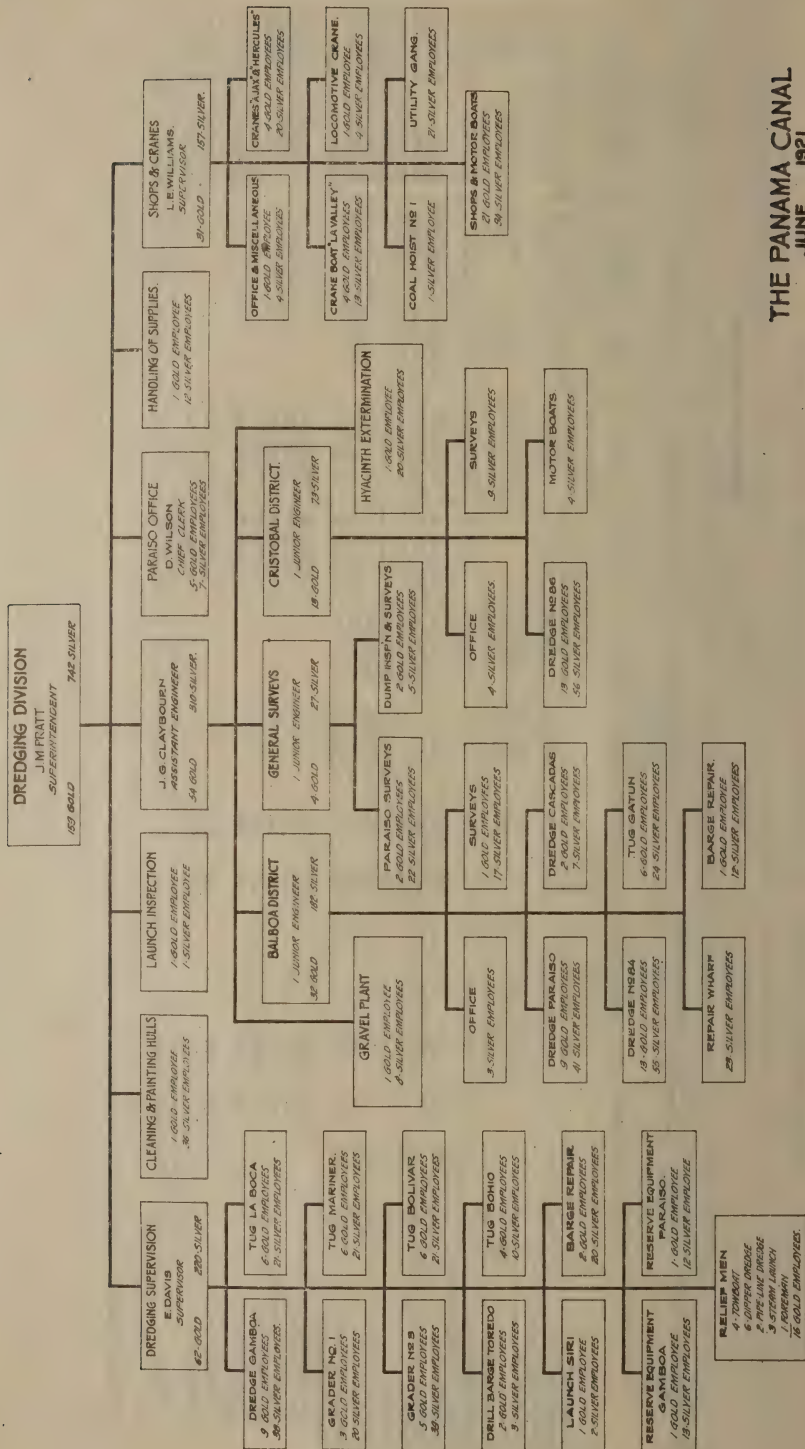 DREDGING DIVISION
J.M. PRATT
SUPERINTENDENT
153 GOLD 742 SILVER
DREDGING SUPERVISION
E. DAVIS
SUPERVISOR
62-GOLD 220 SILVER
CLEANING & PAINTING HULLS
1 GOLD EMPLOYEE
36 SILVER EMPLOYEES
LAUNCH INSPECTION
1-GOLD EMPLOYEE
1-SILVER EMPLOYEE
J. G. CLAYBOURN
ASSISTANT ENGINEER
54 GOLD 310-SILVER.
PARAISO OFFICE
D. WILSON
CHIEF CLERK
5-GOLD EMPLOYEES
7-SILVER EMPLOYEES
HANDLING OF SUPPLIES.
1 GOLD EMPLOYEE
12 SILVER EMPLOYEES
SHOPS & CRANES
L.E. WILLIAMS.
SUPERVISOR
31-GOLD 157-SILVER.
DREDGE GAMBOA
9 GOLD EMPLOYEES
SILVER EMPLOYEES.
TUG LA BOCA
6-GOLD EMPLOYEES
21-SILVER EMPLOYEES.
GRADER NO. 1
3 GOLD EMPLOYEES
20 SILVER EMPLOYEES
TUG MARINER.
6 GOLD EMPLOYEES
21 SILVER EMPLOYEES
GRADER Nº
5 GOLD EMPLOYEES
SILVER EMPLOYEES
TUG BOLIVAR
6 GOLD EMPLOYEES
21 SILVER EMPLOYEES
DRILL BARGE TOREDO
2 GOLD EMPLOYEES
3 SILVER EMPLOYEES.
TUG BOHIO
4-GOLD EMPLOYEES
10-SILVER EMPLOYEES
LAUNCH SIRI
1 GOLD EMPLOYEE
2-SILVER EMPLOYEES
BARGE REPAIR.
2-GOLD EMPLOYEES
20 SILVER EMPLOYEES
RESERVE EQUIPMENT
GAMBOA
1 GOLD EMPLOYEE
13-SILVER EMPLOYEES
RESERVE EQUIPMENT
PARAISO.
1-GOLD EMPLOYEE
12 SILVER EMPLOYEES
RELIEF MEN
4-TOWBOAT
6-DIPPER DREDGE
2-PIPE-LINE DREDGE
3-STEAM LAUNCH
1 FOREMAN
16 GOLD EMPLOYEES.
GRAVEL PLANT
1 GOLD EMPLOYEE
8-SILVER EMPLOYEES
BALBOA DISTRICT
1 JUNIOR ENGINEER
32 GOLD 182 SILVER
GENERAL SURVEYS
1 JUNIOR ENGINEER
4-GOLD 27-SILVER
CRISTOBAL DISTRICT.
1 JUNIOR ENGINEER
GOLD 73-SILVER
HYACINTH EXTERMINATION
1 GOLD EMPLOYEE
20-SILVER EMPLOYEES
PARAISO SURVEYS
2-GOLD EMPLOYEES
22 SILVER EMPLOYEES
DUMP INSP'N & SURVEYS
2 GOLD EMPLOYEES
5-SILVER EMPLOYEES
OFFICE
3-SILVER EMPLOYEES
SURVEYS
1 GOLD EMPLOYEES
17-SILVER EMPLOYEES
DREDGE PARAISO
9 GOLD EMPLOYEES
41 SILVER EMPLOYEES
DREDGE CASCADAS
2 GOLD EMPLOYEES
7-SILVER EMPLOYEES
DREDGE Nº 84
13-GOLD EMPLOYEES
55 SILVER EMPLOYEES
TUG GATUN
6-GOLD EMPLOYEES
24 SILVER EMPLOYEES
REPAIR WHARF
23-SILVER EMPLOYEES
BARGE REPAIR.
1 GOLD EMPLOYEE
12-SILVER EMPLOYEES
OFFICE
4-SILVER EMPLOYEES.
SURVEYS
9 SILVER EMPLOYEES
DREDGE Nº 86
13 GOLD EMPLOYEES
56 SILVER EMPLOYEES
MOTOR BOATS
4-SILVER EMPLOYEES
OFFICE & MISCELLANEOUS
1 GOLD EMPLOYEE
4-SILVER EMPLOYEES
CRANES "AJAX" & "HERCULES"
4-GOLD EMPLOYEES
20 SILVER EMPLOYEES
CRANE BOAT "LA VALLEY"
4 GOLD EMPLOYEES
13 SILVER EMPLOYEES
LOCOMOTIVE CRANE.
1 GOLD EMPLOYEE
4 SILVER EMPLOYEES
COAL HOIST Nº 1
1-SILVER EMPLOYEE
UTILITY GANG.
21-SILVER EMPLOYEES
SHOPS & MOTOR BOATS
21 GOLD EMPLOYEES
94 SILVER EMPLOYEES
THE PANAMA CANAL
JUNE 1921